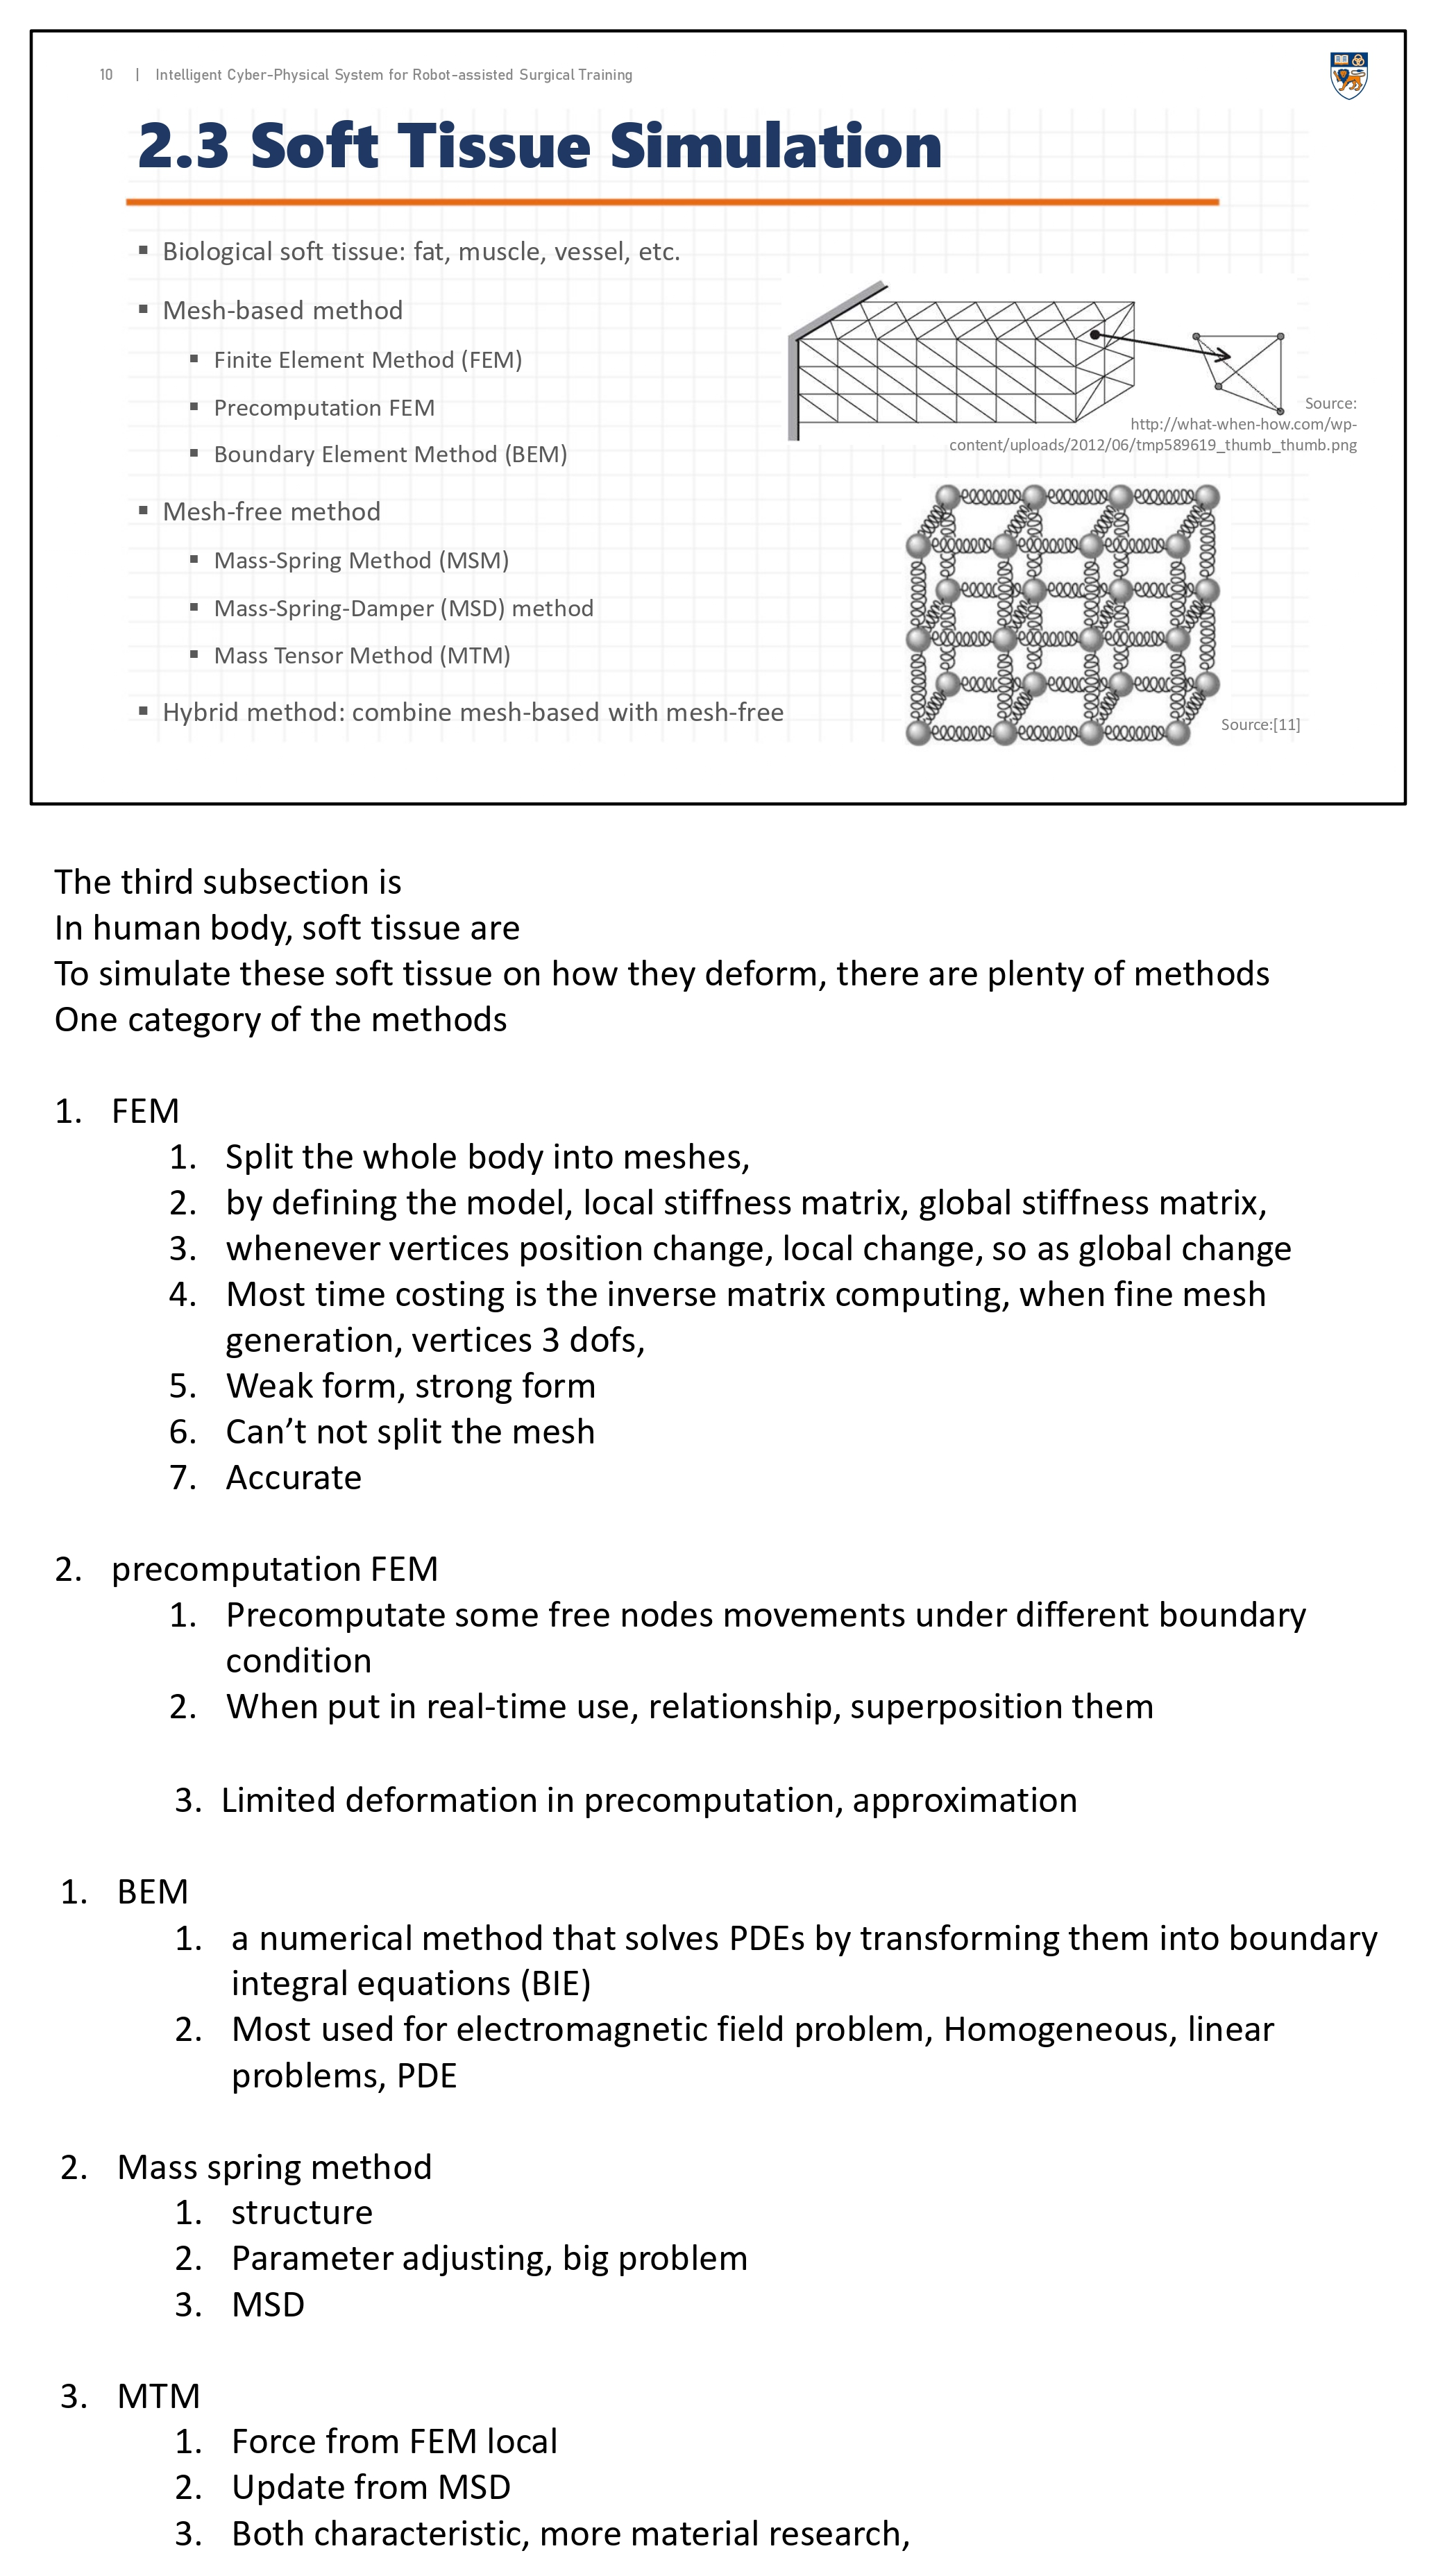 10 | Intelligent Cyber-Physical System for Robot-assisted Surgical Training
2.3 Soft Tissue Simulation
▪ Biological soft tissue: fat, muscle, vessel, etc.
▪ Mesh-based method
▪ Finite Element Method (FEM)
▪ Precomputation FEM
▪ Boundary Element Method (BEM)
▪ Mesh-free method
▪ Mass-Spring Method (MSM)
▪ Mass-Spring-Damper (MSD) method
▪ Mass Tensor Method (MTM)
▪ Hybrid method: combine mesh-based with mesh-free
Source:
http://what-when-how.com/wp-
content/uploads/2012/06/tmp589619_thumb_thumb.png
Source:[11]
The third subsection is
In human body, soft tissue are
To simulate these soft tissue on how they deform, there are plenty of methods
One category of the methods
1. FEM
1. Split the whole body into meshes,
2. by defining the model, local stiffness matrix, global stiffness matrix,
3. whenever vertices position change, local change, so as global change
4. Most time costing is the inverse matrix computing, when fine mesh
generation, vertices 3 dofs,
5. Weak form, strong form
6. Can’t not split the mesh
7. Accurate
2. precomputation FEM
1. Precomputate some free nodes movements under different boundary
condition
2. When put in real-time use, relationship, superposition them
3. Limited deformation in precomputation, approximation
1. BEM
1. a numerical method that solves PDEs by transforming them into boundary
integral equations (BIE)
2. Most used for electromagnetic field problem, Homogeneous, linear
problems, PDE
2. Mass spring method
1. structure
2. Parameter adjusting, big problem
3. MSD
3. MTM
1. Force from FEM local
2. Update from MSD
3. Both characteristic, more material research,